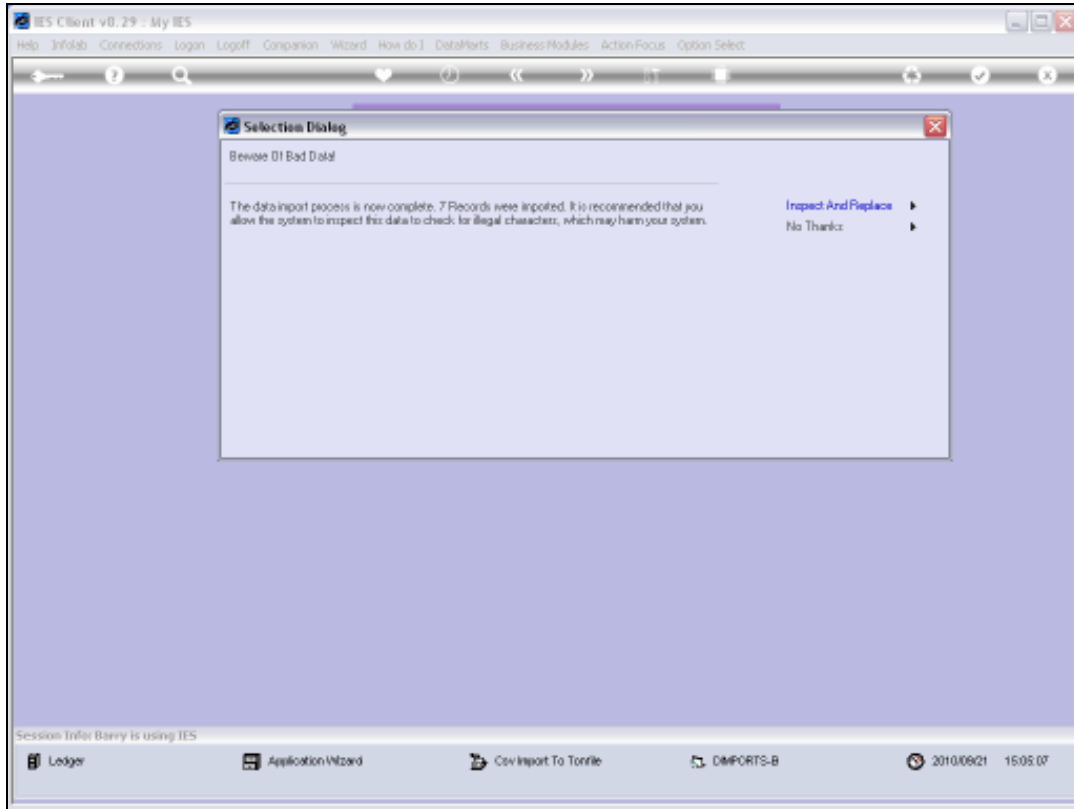 IES Client v8.29 : My IES
Help Infolab Connections Logon Logoff Companion Wizard How do I DataMarts Business Modules Action Focus Option Select
Selection Dialog
Beware Of Bad Data!
The data import process is now complete. 7 Records were imported. It is recommended that you
allow the system to inspect this data to check for illegal characters, which may harm your system.
Inspect And Replace
No Thanks
Session Info: Barry is using IES
Ledger Application Wizard Csv Import To Tomfile DIMPORTS-B 2010/09/21 15:05:07